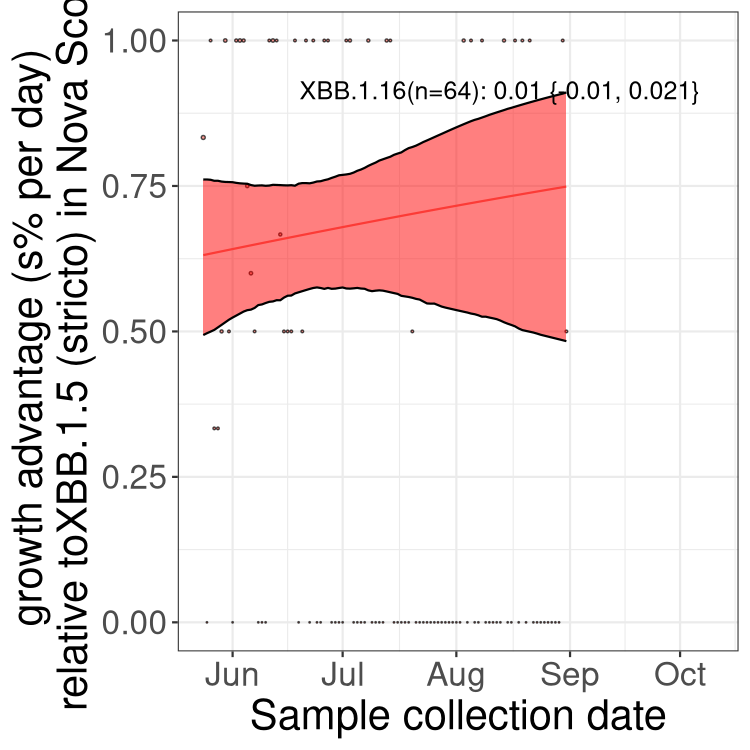 growth advantage (s% per day)
relative toXBB.1.5 (stricto) in Nova Sco
1.00
0.75
0.50
0.25
0.00
XBB.1.16(n=64): 0.01 {-0.01, 0.021}
Jun Jul Aug Sep Oct
Sample collection date